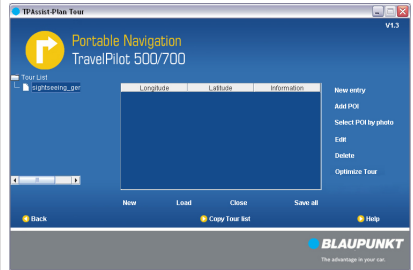 TPAssist-Plan Tour
V1.3
Portable Navigation
TravelPilot 500/700
Tour List
sightseeing_ger
Longitude Latitude Information
New entry
Add POI
Select POI by photo
Edit
Delete
Optimize Tour
New Load Close Save all
Back Copy Tour list Help
BLAUPUNKT
The advantage in your car.